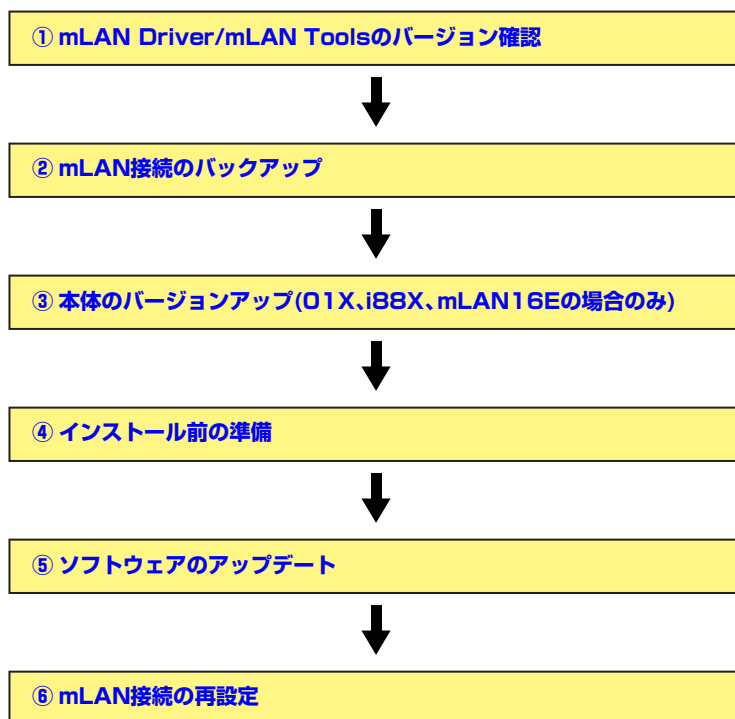 ① mLAN Driver/mLAN Toolsのバージョン確認
② mLAN接続のバックアップ
③ 本体のバージョンアップ(01X、i88X、mLAN16Eの場合のみ)
④ インストール前の準備
⑤ ソフトウェアのアップデート
⑥ mLAN接続の再設定